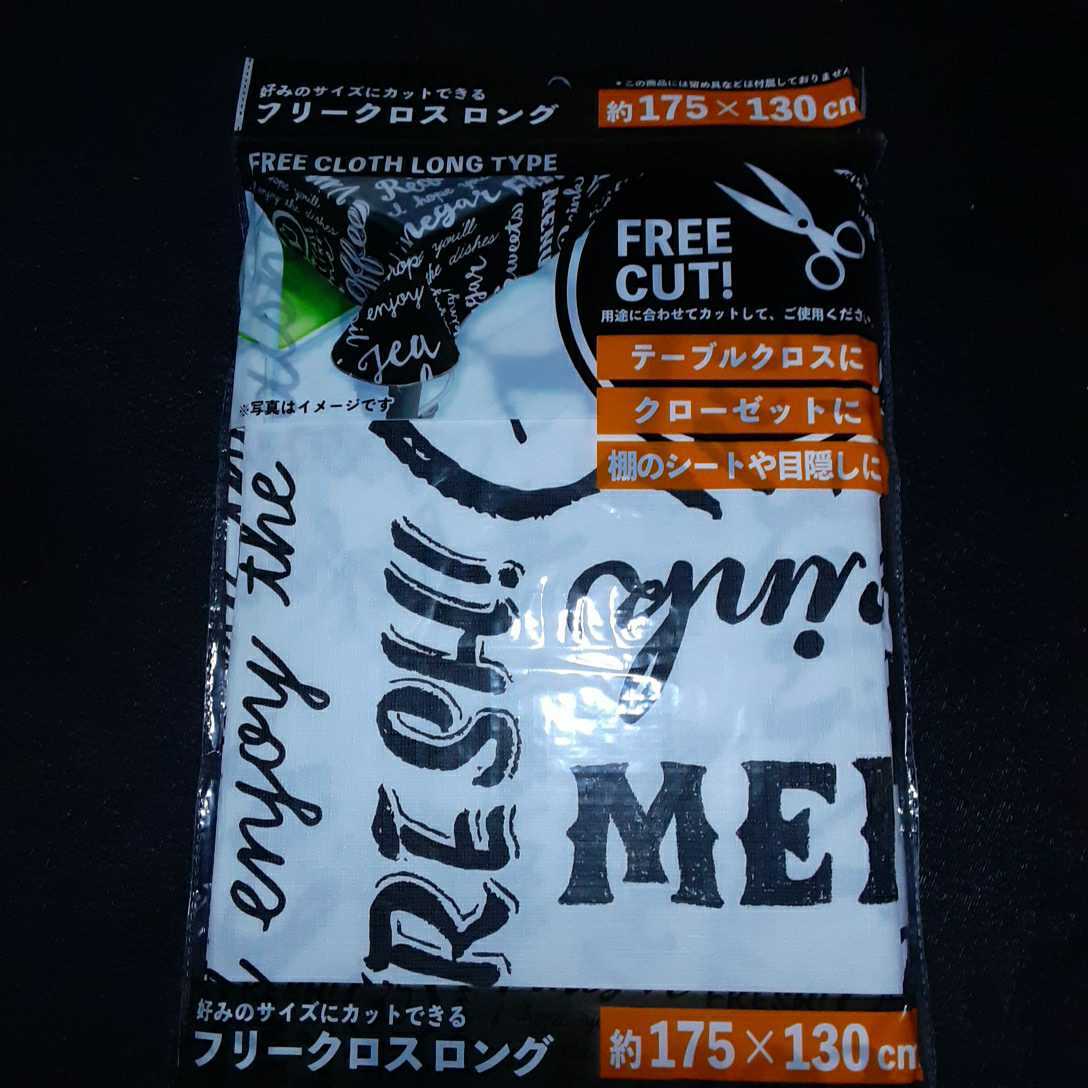 好みのサイズにカットできる
フリークロス ロング
*この商品には留め具などは付属しておりません
約175×130cm
FREE CLOTH LONG TYPE
FREE
CUT!
用途に合わせてカットして、ご使用ください
テーブルクロスに
クローゼットに
棚のシートや目隠しに
coffee
you'll
the dishes
enjoy
Sweets
Tea
※写真はイメージです
enjoy the
FRESH!
MEN
好みのサイズにカットできる
フリークロス ロング
約175×130cm